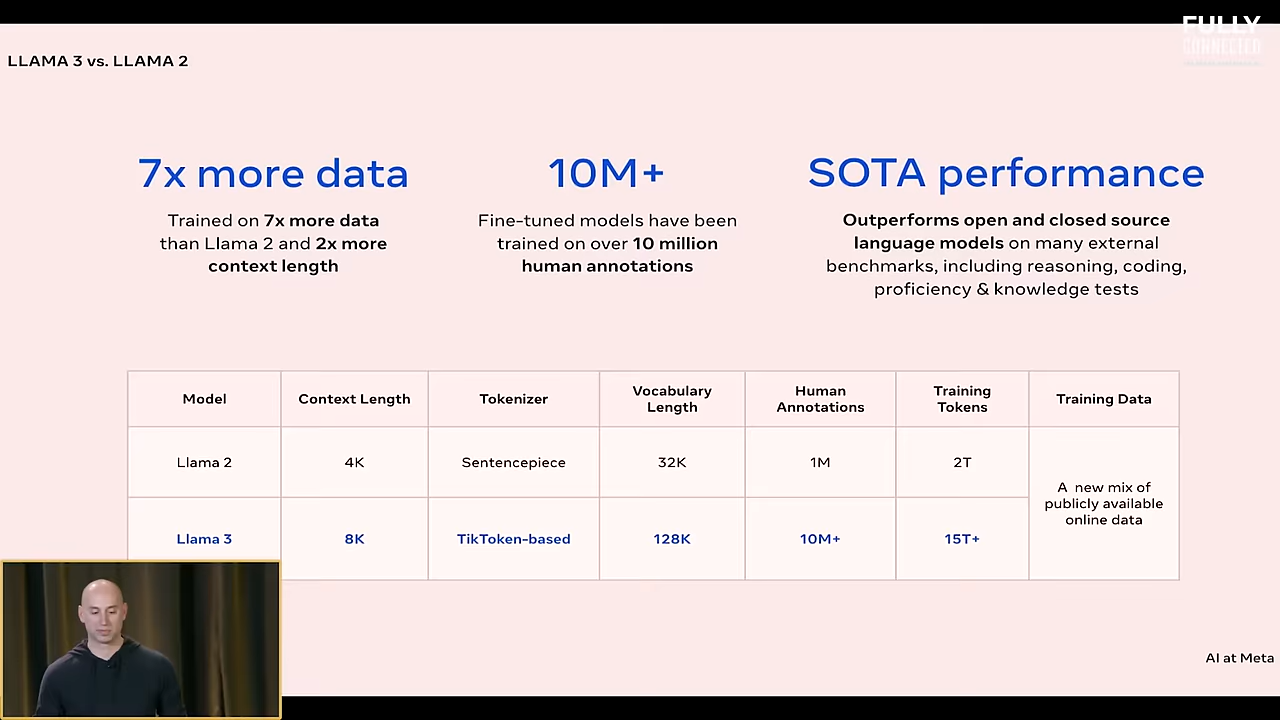 FULLY
CONNECTED
LLAMA 3 vs. LLAMA 2
7x more data
Trained on 7x more data
than Llama 2 and 2x more
context length
10M+
Fine-tuned models have been
trained on over 10 million
human annotations
SOTA performance
Outperforms open and closed source
language models on many external
benchmarks, including reasoning, coding,
proficiency & knowledge tests
Model Context Length Tokenizer Vocabulary Length Human Annotations Training Tokens Training Data
Llama 2 4K Sentencepiece 32K 1M 2T
Llama 3 8K TikToken-based 128K 10M+ 15T+
A new mix of
publicly available
online data
AI at Meta